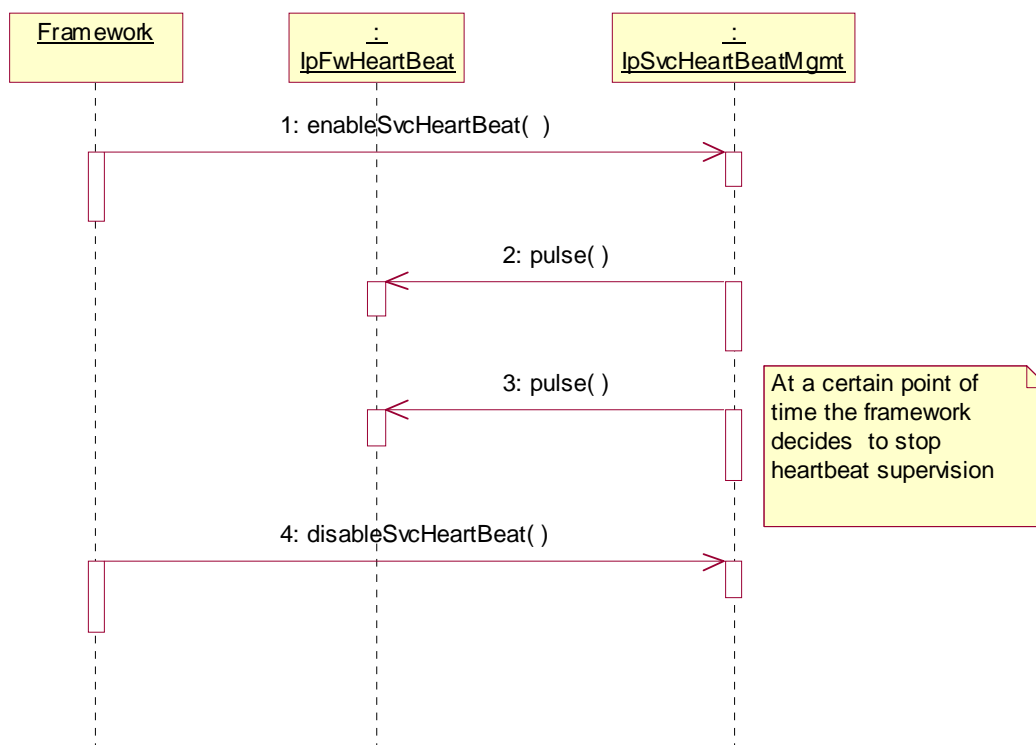 Framework
:
IpFwHeartBeat
:
IpSvcHeartBeatMgmt
1: enableSvcHeartBeat( )
2: pulse( )
3: pulse( )
At a certain point of
time the framework
decides to stop
heartbeat supervision
4: disableSvcHeartBeat( )